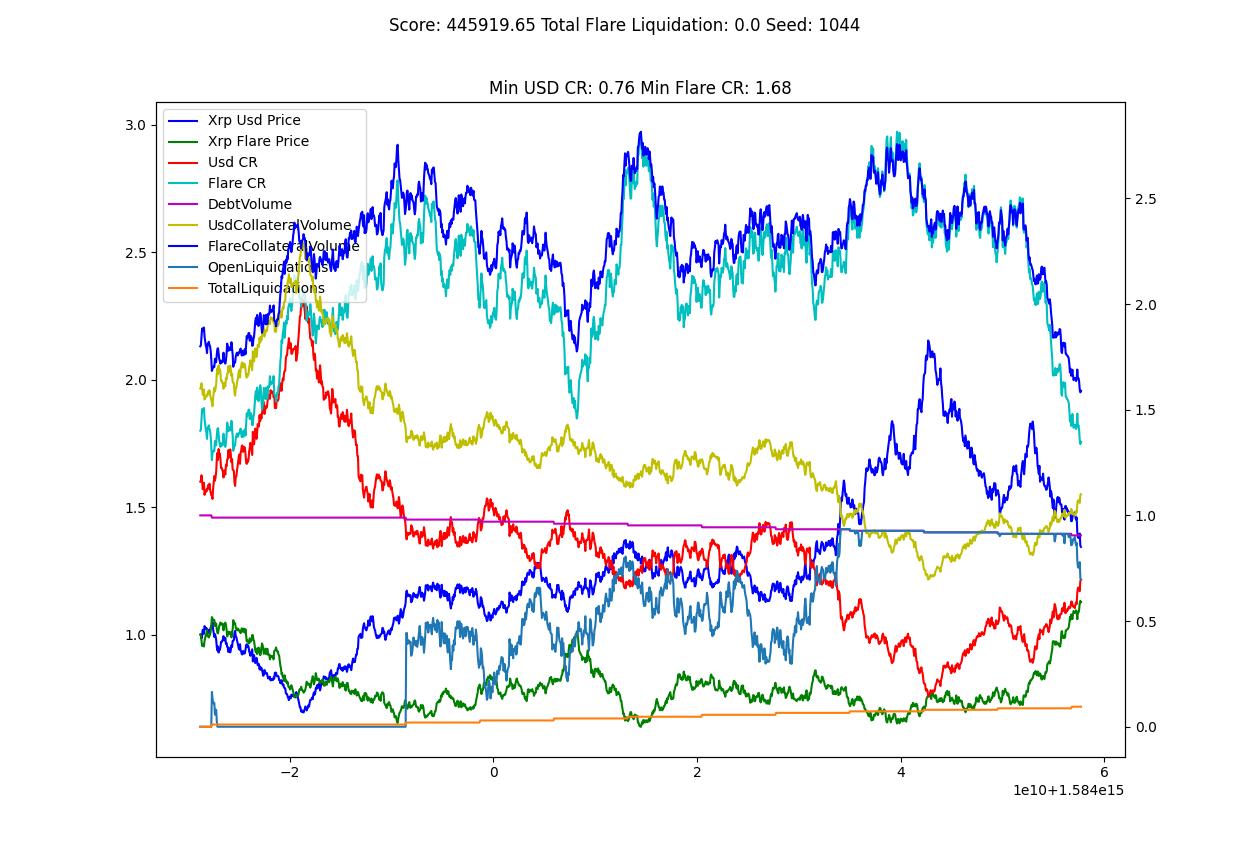 Score: 445919.65 Total Flare Liquidation: 0.0 Seed: 1044
Min USD CR: 0.76 Min Flare CR: 1.68
Xrp Usd Price
Xrp Flare Price
Usd CR
Flare CR
DebtVolume
UsdCollateralVolume
FlareCollateralVolume
OpenLiquidations
TotalLiquidations
3.0
2.5
2.0
1.5
1.0
2.5
2.0
1.5
1.0
0.5
0.0
−2 0 2 4 6
1e10+1.584e15